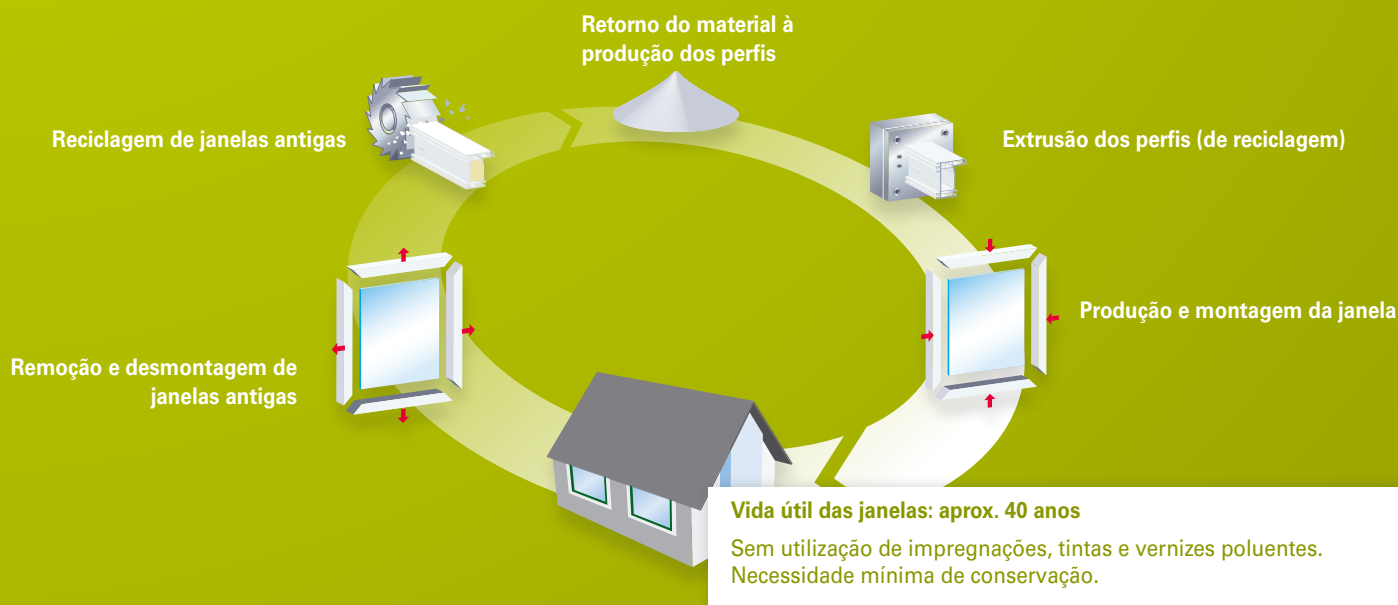 Retorno do material à
produção dos perfis
Reciclagem de janelas antigas
Extrusão dos perfis (de reciclagem)
Produção e montagem da janela
Remoção e desmontagem de
janelas antigas
Vida útil das janelas: aprox. 40 anos
Sem utilização de impregnações, tintas e vernizes poluentes.
Necessidade mínima de conservação.